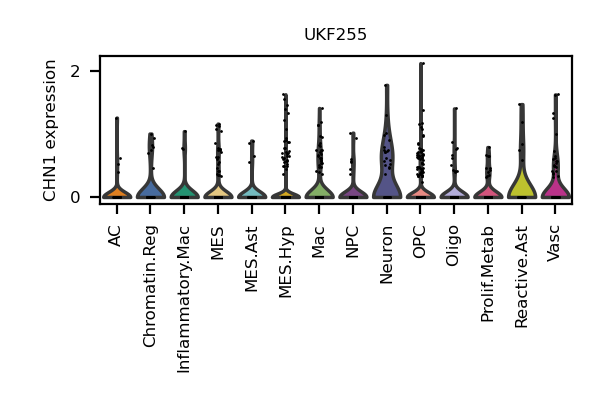 UKF255
CHN1 expression
2
0
AC
Chromatin.Reg
Inflammatory.Mac
MES
MES.Ast
MES.Hyp
Mac
NPC
Neuron
OPC
Oligo
Prolif.Metab
Reactive.Ast
Vasc